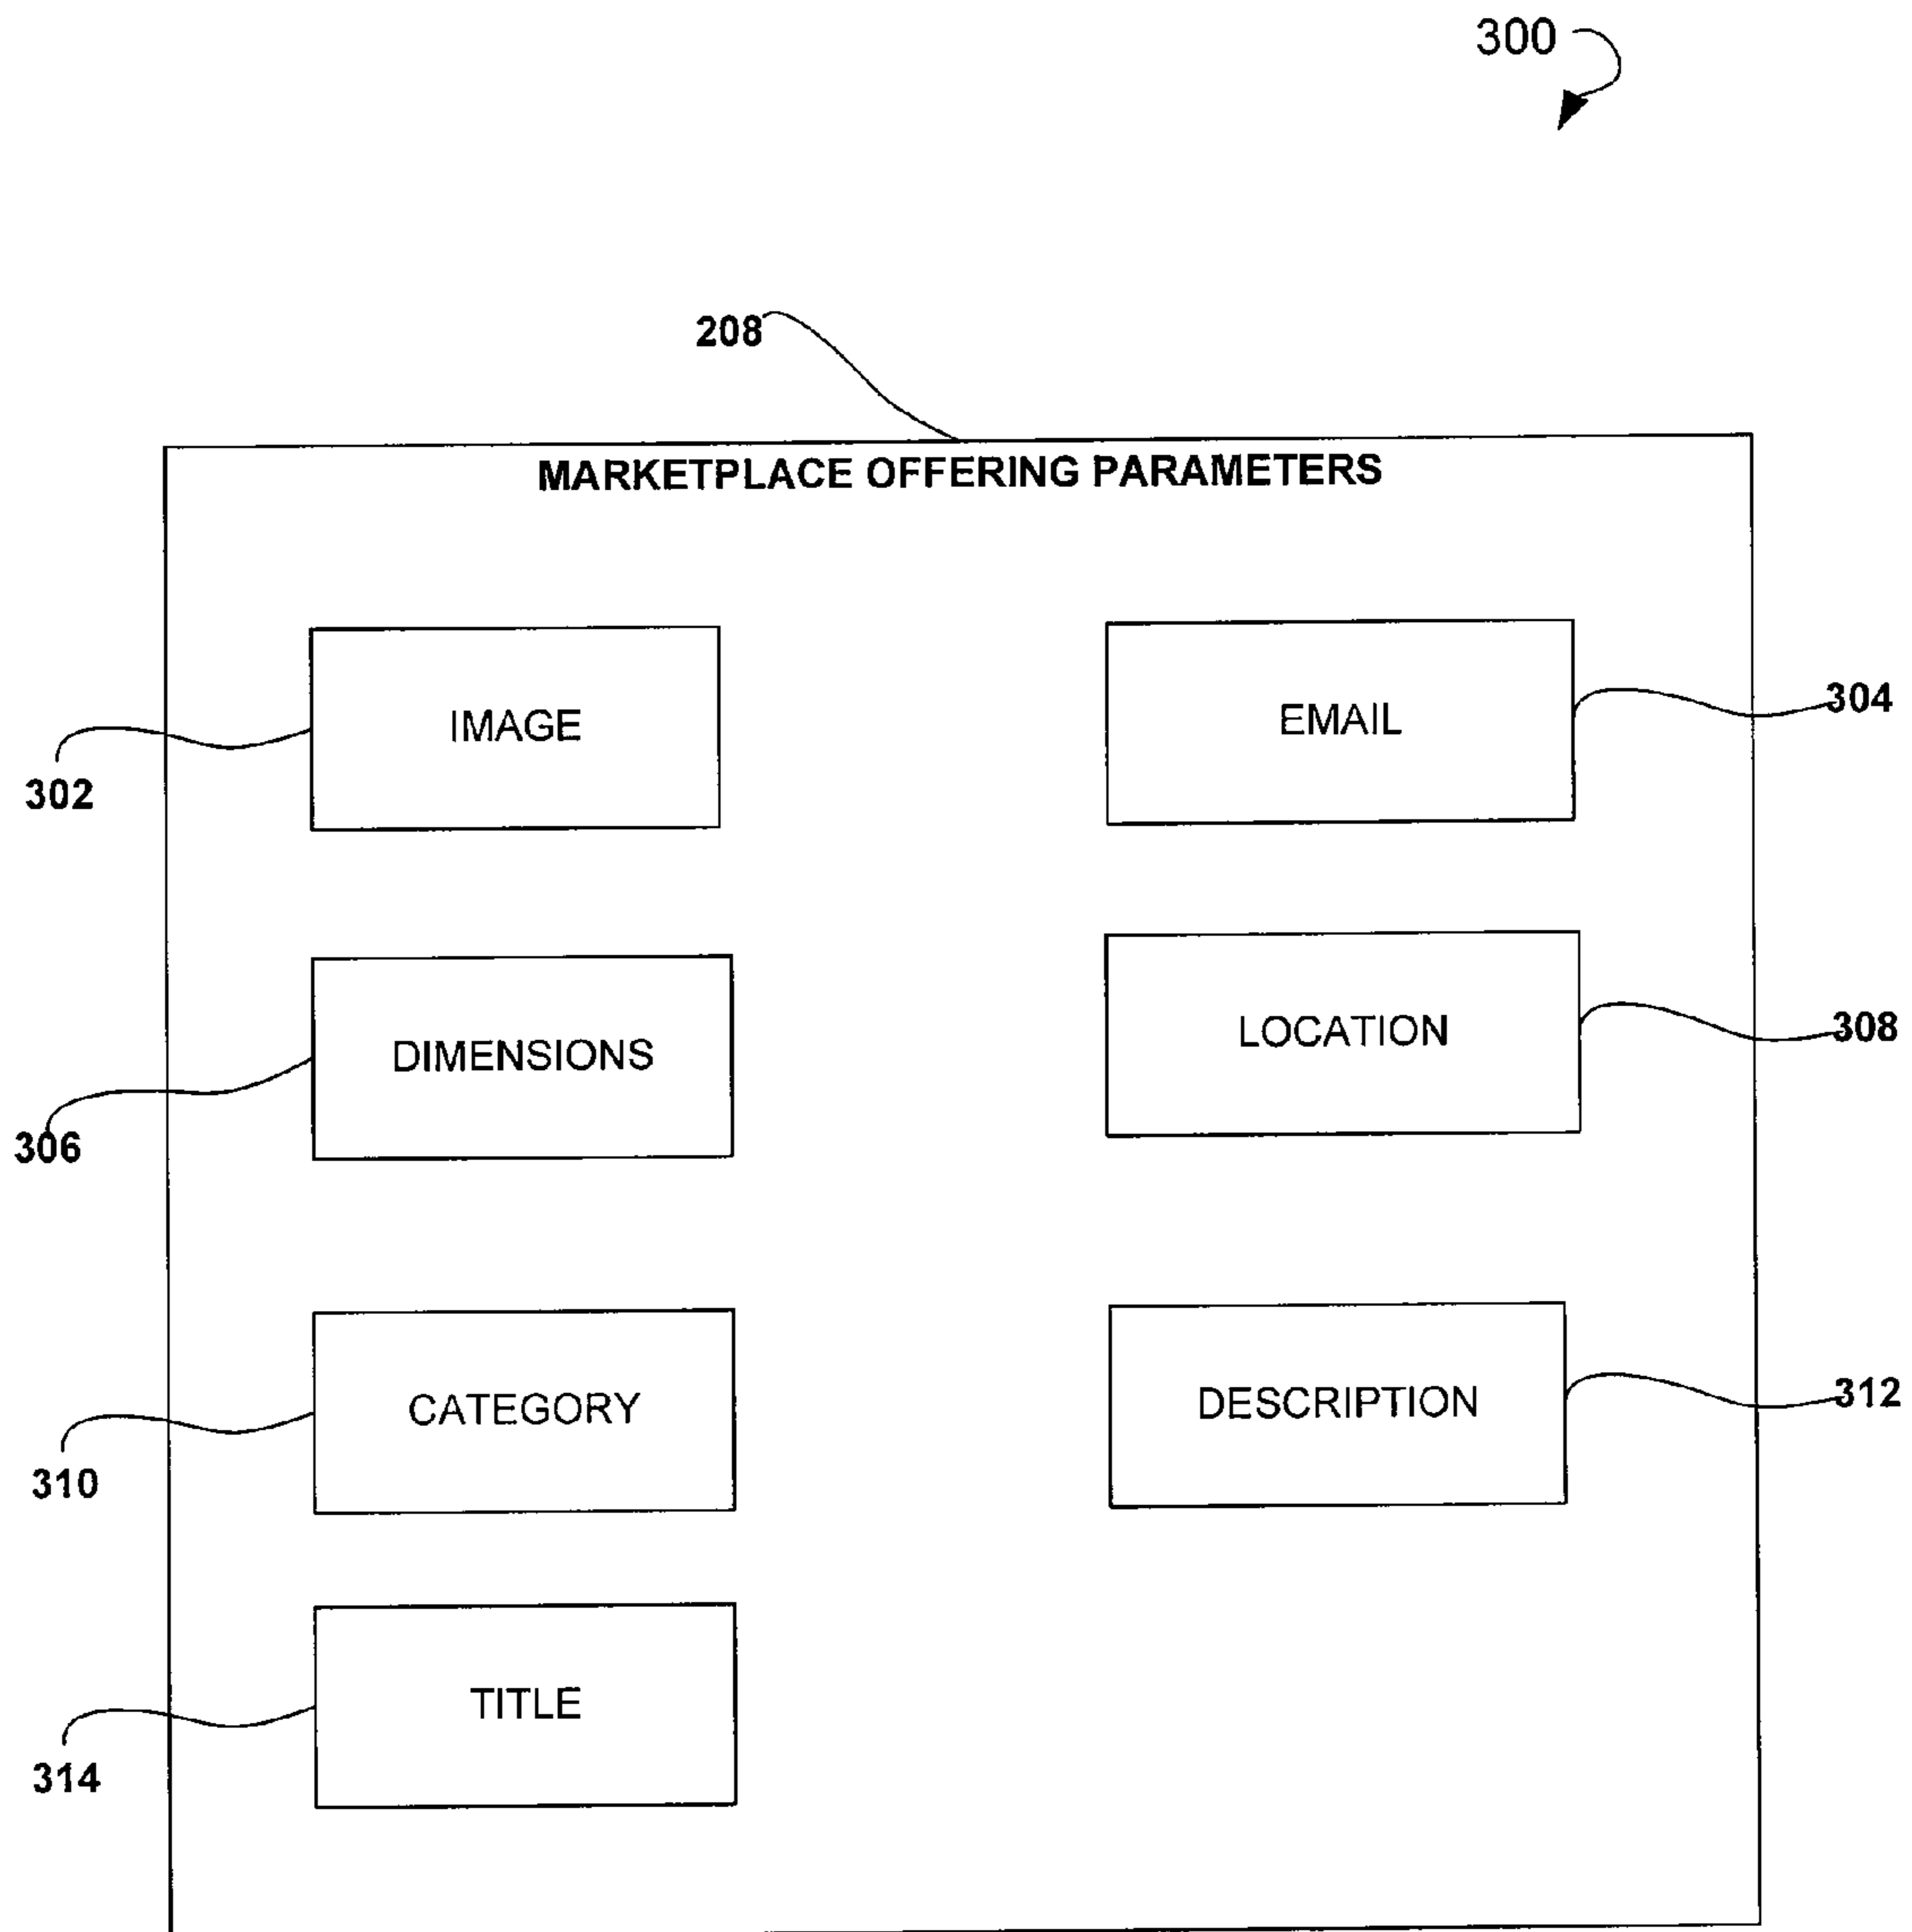 300
208
MARKETPLACE OFFERING PARAMETERS
IMAGE
EMAIL
304
302
DIMENSIONS
LOCATION
308
306
CATEGORY
DESCRIPTION
312
310
TITLE
314